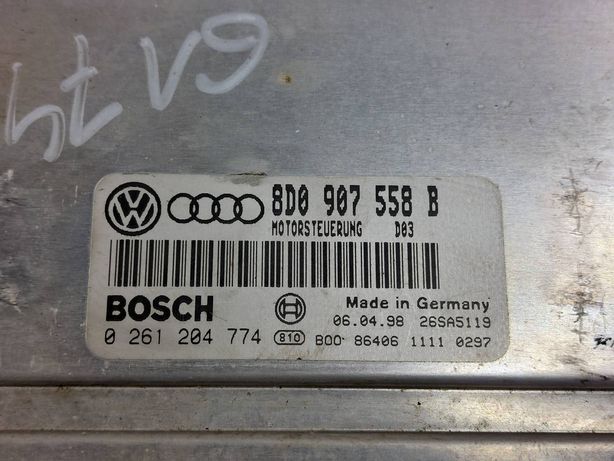 8D0 907 558 B
MOTORSTEUERUNG D03
BOSCH
Made in Germany
06.04.98 26SA5119
0 261 204 774 810 B00 86406 1111 0297